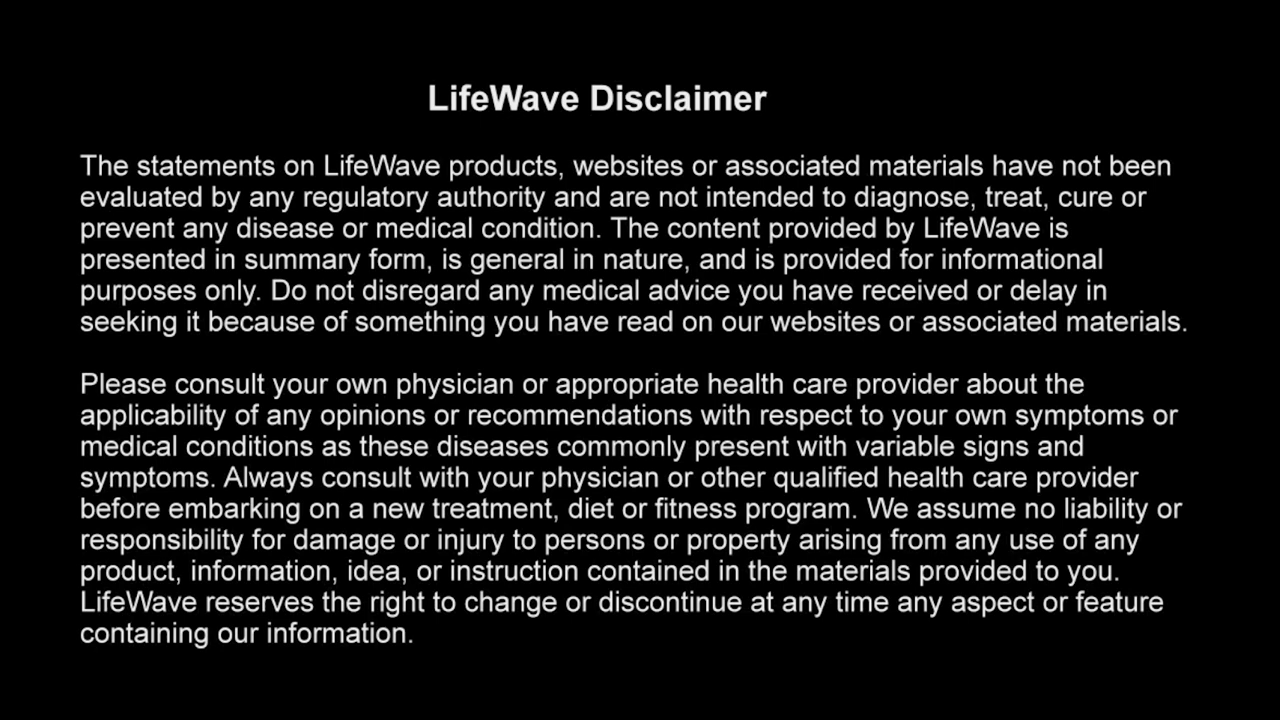 LifeWave Disclaimer
The statements on LifeWave products, websites or associated materials have not been
evaluated by any regulatory authority and are not intended to diagnose, treat, cure or
prevent any disease or medical condition. The content provided by LifeWave is
presented in summary form, is general in nature, and is provided for informational
purposes only. Do not disregard any medical advice you have received or delay in
seeking it because of something you have read on our websites or associated materials.
Please consult your own physician or appropriate health care provider about the
applicability of any opinions or recommendations with respect to your own symptoms or
medical conditions as these diseases commonly present with variable signs and
symptoms. Always consult with your physician or other qualified health care provider
before embarking on a new treatment, diet or fitness program. We assume no liability or
responsibility for damage or injury to persons or property arising from any use of any
product, information, idea, or instruction contained in the materials provided to you.
LifeWave reserves the right to change or discontinue at any time any aspect or feature
containing our information.